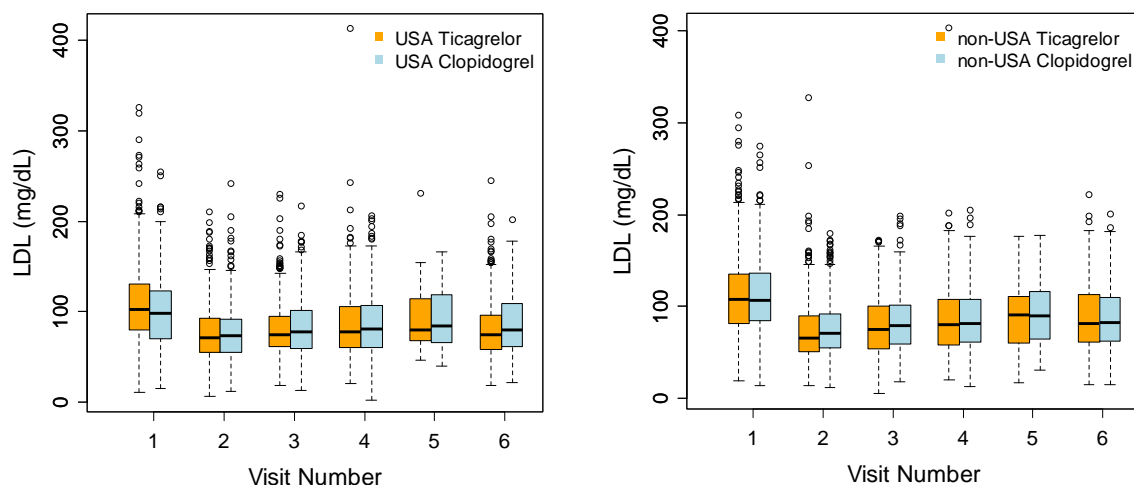 USA Ticagrelor
USA Clopidogrel
LDL (mg/dL)
400
300
200
100
0
1 2 3 4 5 6
Visit Number
non-USA Ticagrelor
non-USA Clopidogrel
LDL (mg/dL)
400
300
200
100
0
1 2 3 4 5 6
Visit Number